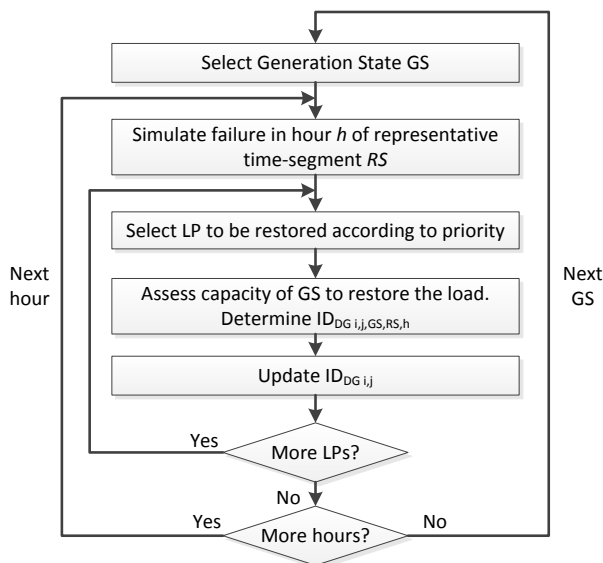 Select Generation State GS
Simulate failure in hour h of representative
time-segment RS
Select LP to be restored according to priority
Next
hour
Assess capacity of GS to restore the load.
Determine ID_DG i,j,GS,RS,h
Next
GS
Update ID_DG i,j
Yes
More LPs?
No
Yes
More hours?
No